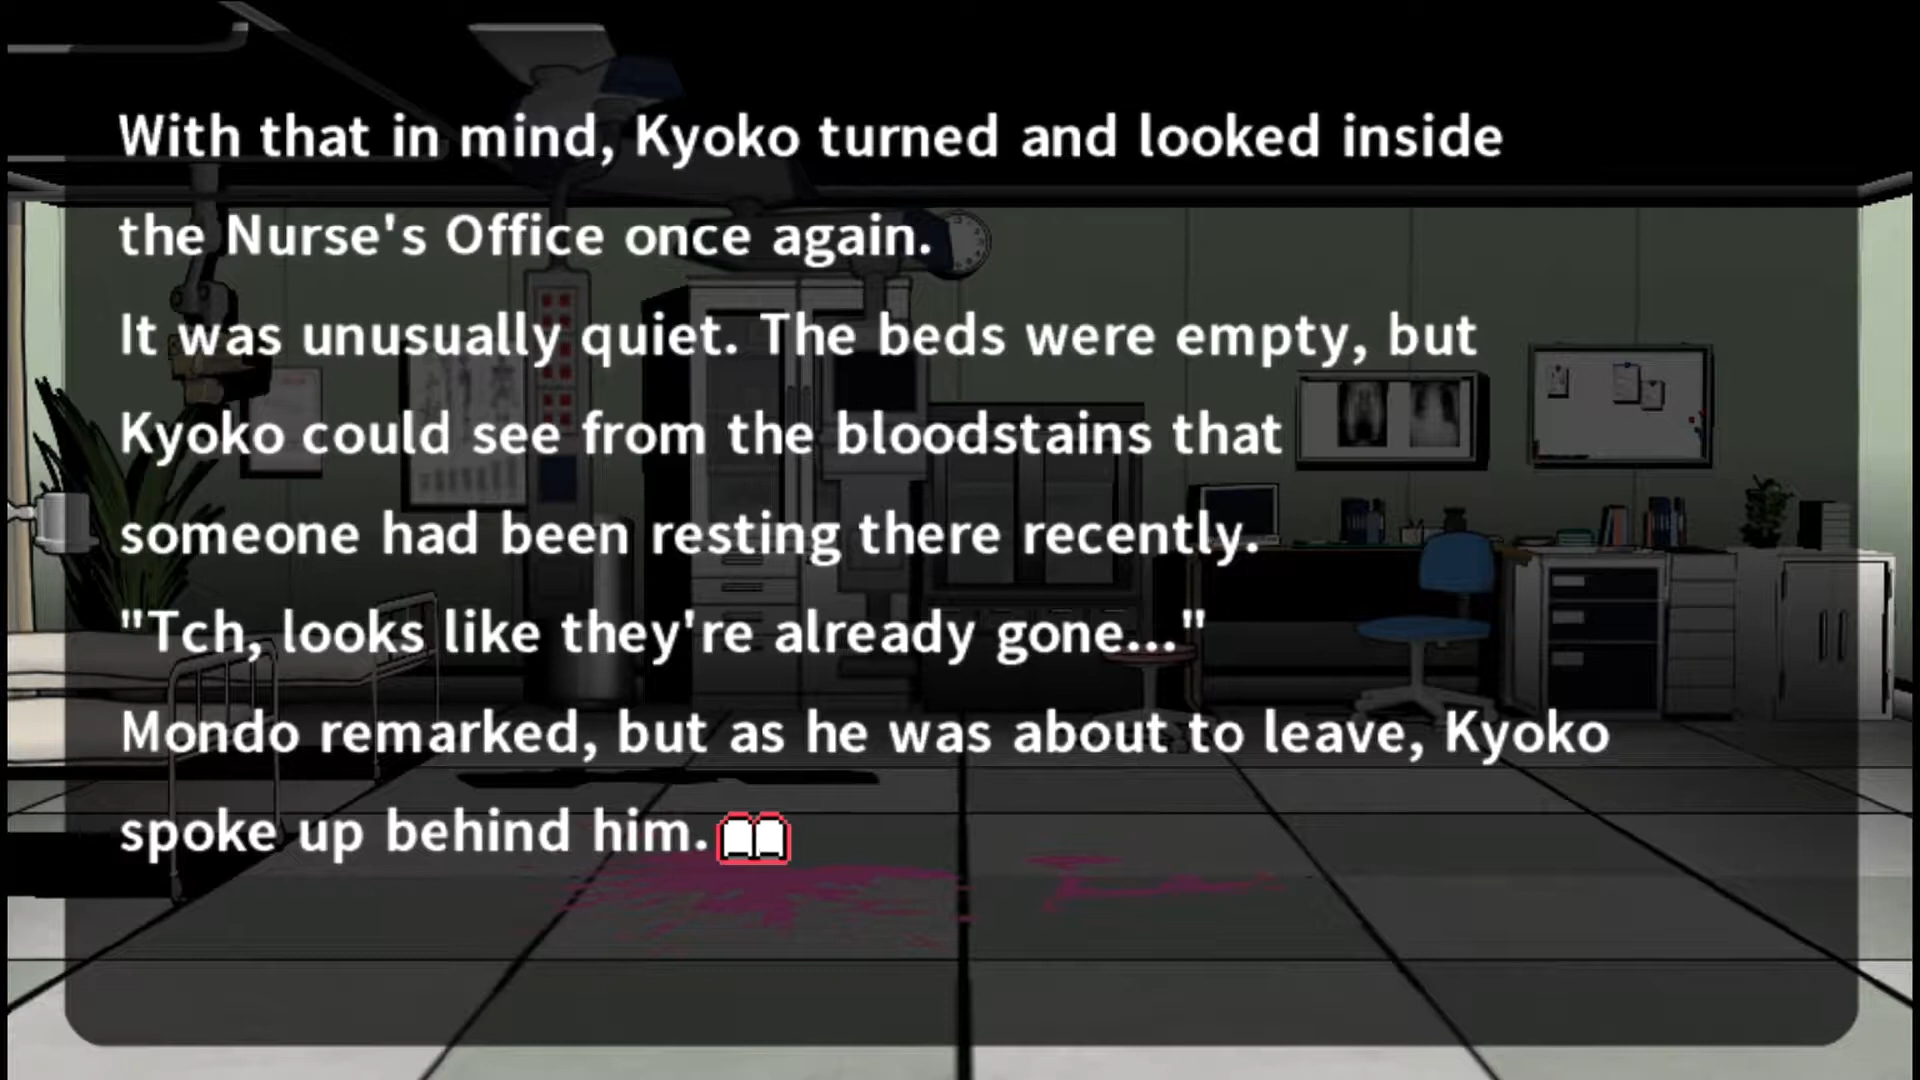 With that in mind, Kyoko turned and looked inside
the Nurse's Office once again.
It was unusually quiet. The beds were empty, but
Kyoko could see from the bloodstains that
someone had been resting there recently.
"Tch, looks like they're already gone..."
Mondo remarked, but as he was about to leave, Kyoko
spoke up behind him.